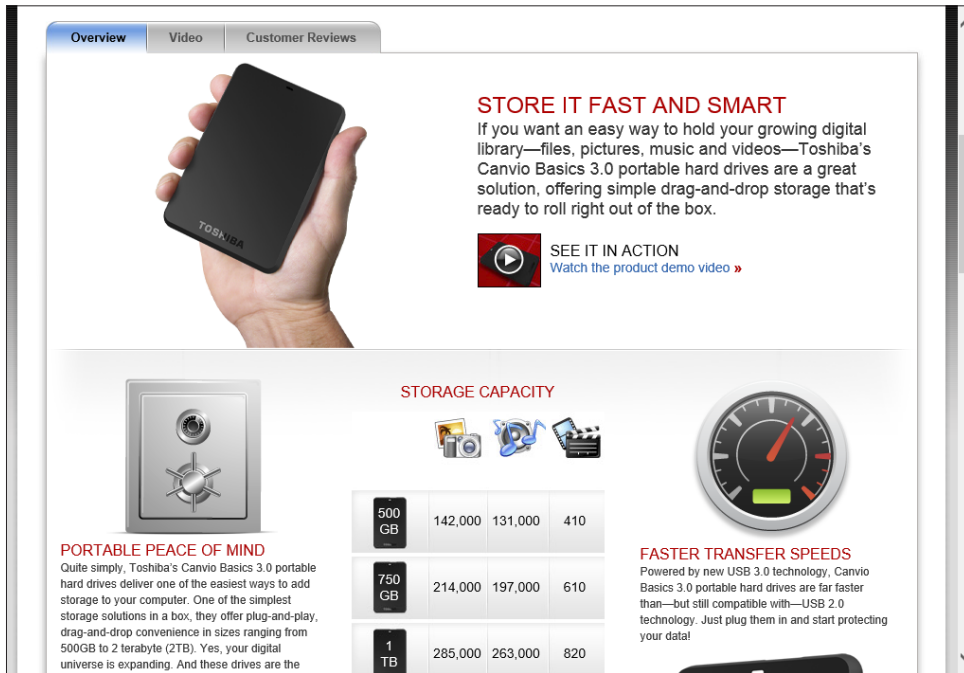 Overview Video Customer Reviews
TOSHIBA
STORE IT FAST AND SMART
If you want an easy way to hold your growing digital
library—files, pictures, music and videos—Toshiba's
Canvio Basics 3.0 portable hard drives are a great
solution, offering simple drag-and-drop storage that's
ready to roll right out of the box.
SEE IT IN ACTION
Watch the product demo video »
PORTABLE PEACE OF MIND
Quite simply, Toshiba's Canvio Basics 3.0 portable
hard drives deliver one of the easiest ways to add
storage to your computer. One of the simplest
storage solutions in a box, they offer plug-and-play,
drag-and-drop convenience in sizes ranging from
500GB to 2 terabyte (2TB). Yes, your digital
universe is expanding. And these drives are the
STORAGE CAPACITY
500
GB
142,000 131,000 410
750
GB
214,000 197,000 610
1
TB
285,000 263,000 820
FASTER TRANSFER SPEEDS
Powered by new USB 3.0 technology, Canvio
Basics 3.0 portable hard drives are far faster
than—but still compatible with—USB 2.0
technology. Just plug them in and start protecting
your data!